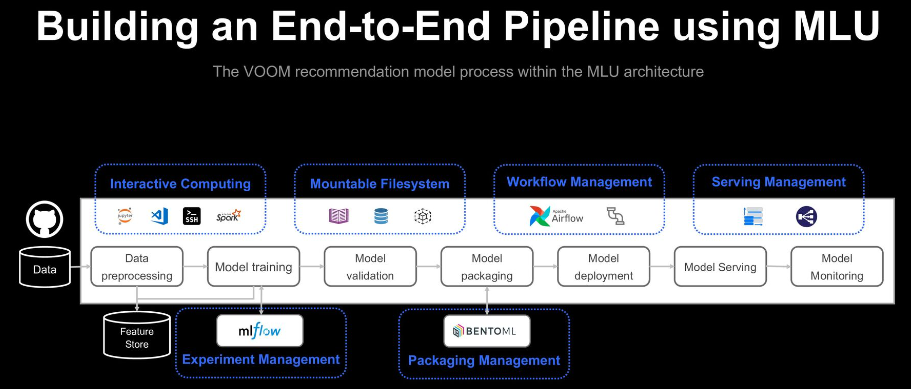 Building an End-to-End Pipeline using MLU
The VOOM recommendation model process within the MLU architecture
Interactive Computing
Mountable Filesystem
Workflow Management
Serving Management
jupyter
SSH
Spark
Apache
Airflow
Data
Data
preprocessing
Model training
Model
validation
Model
packaging
Model
deployment
Model Serving
Model
Monitoring
Feature
Store
mlflow
Experiment Management
BENTOML
Packaging Management